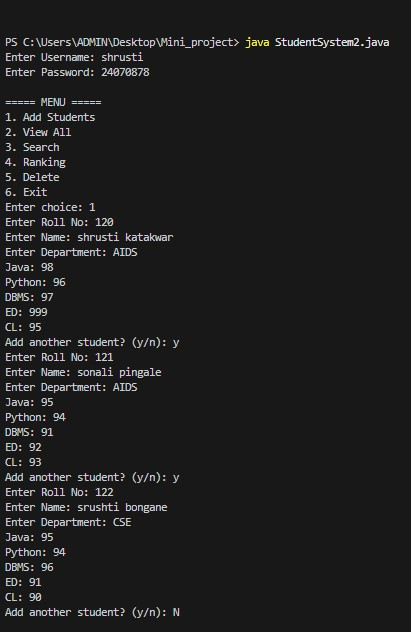 PS C:\Users\ADMIN\Desktop\Mini_project> java StudentSystem2.java
Enter Username: shrusti
Enter Password: 24070878
===== MENU =====
1. Add Students
2. View All
3. Search
4. Ranking
5. Delete
6. Exit
Enter choice: 1
Enter Roll No: 120
Enter Name: shrusti katakwar
Enter Department: AIDS
Java: 98
Python: 96
DBMS: 97
ED: 999
CL: 95
Add another student? (y/n): y
Enter Roll No: 121
Enter Name: sonali pingale
Enter Department: AIDS
Java: 95
Python: 94
DBMS: 91
ED: 92
CL: 93
Add another student? (y/n): y
Enter Roll No: 122
Enter Name: srushti bongane
Enter Department: CSE
Java: 95
Python: 94
DBMS: 96
ED: 91
CL: 90
Add another student? (y/n): N